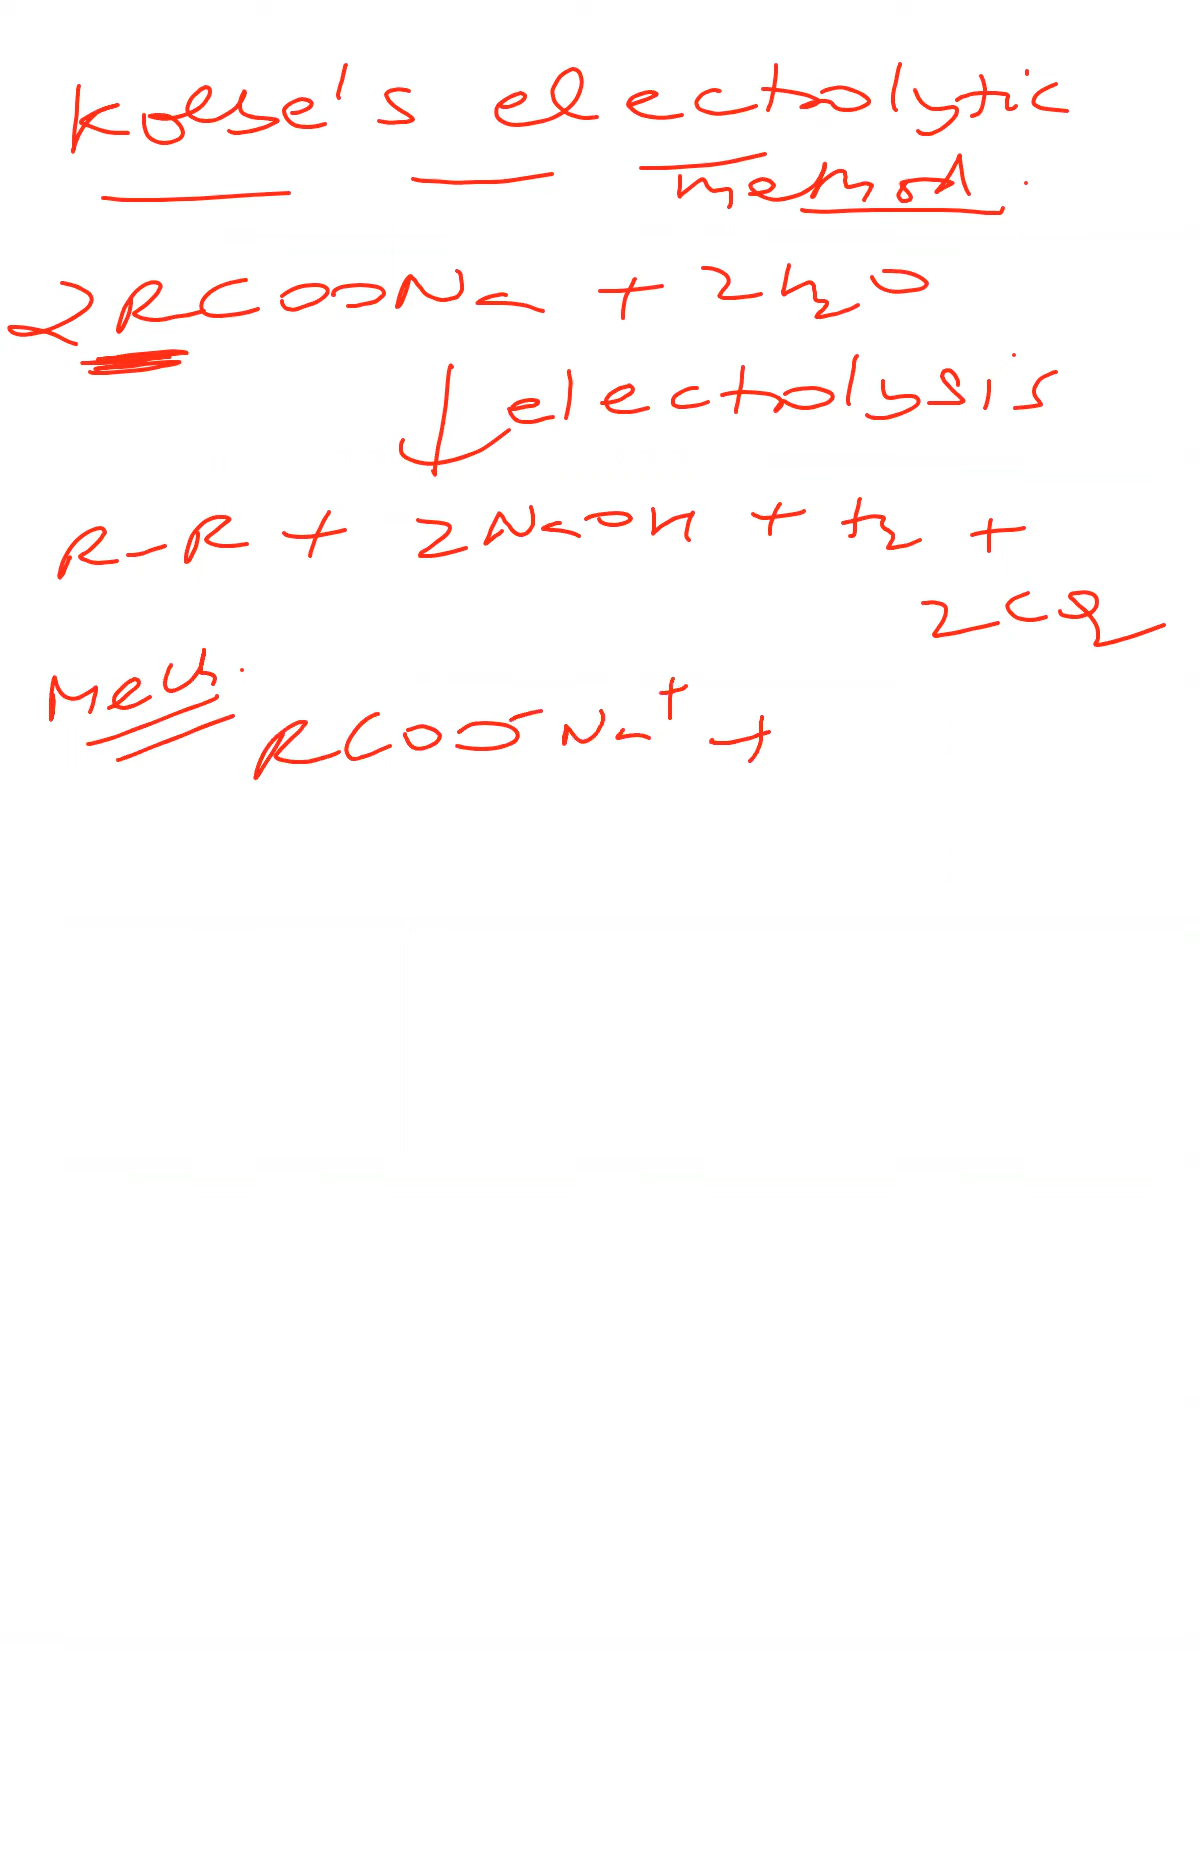 Kolbe's electrolytic
method.
2RCOONa + 2H2O
↓ electrolysis
R-R + 2NaOH + H2 +
2CO2
Mech.
RCOO⁻Na⁺ +